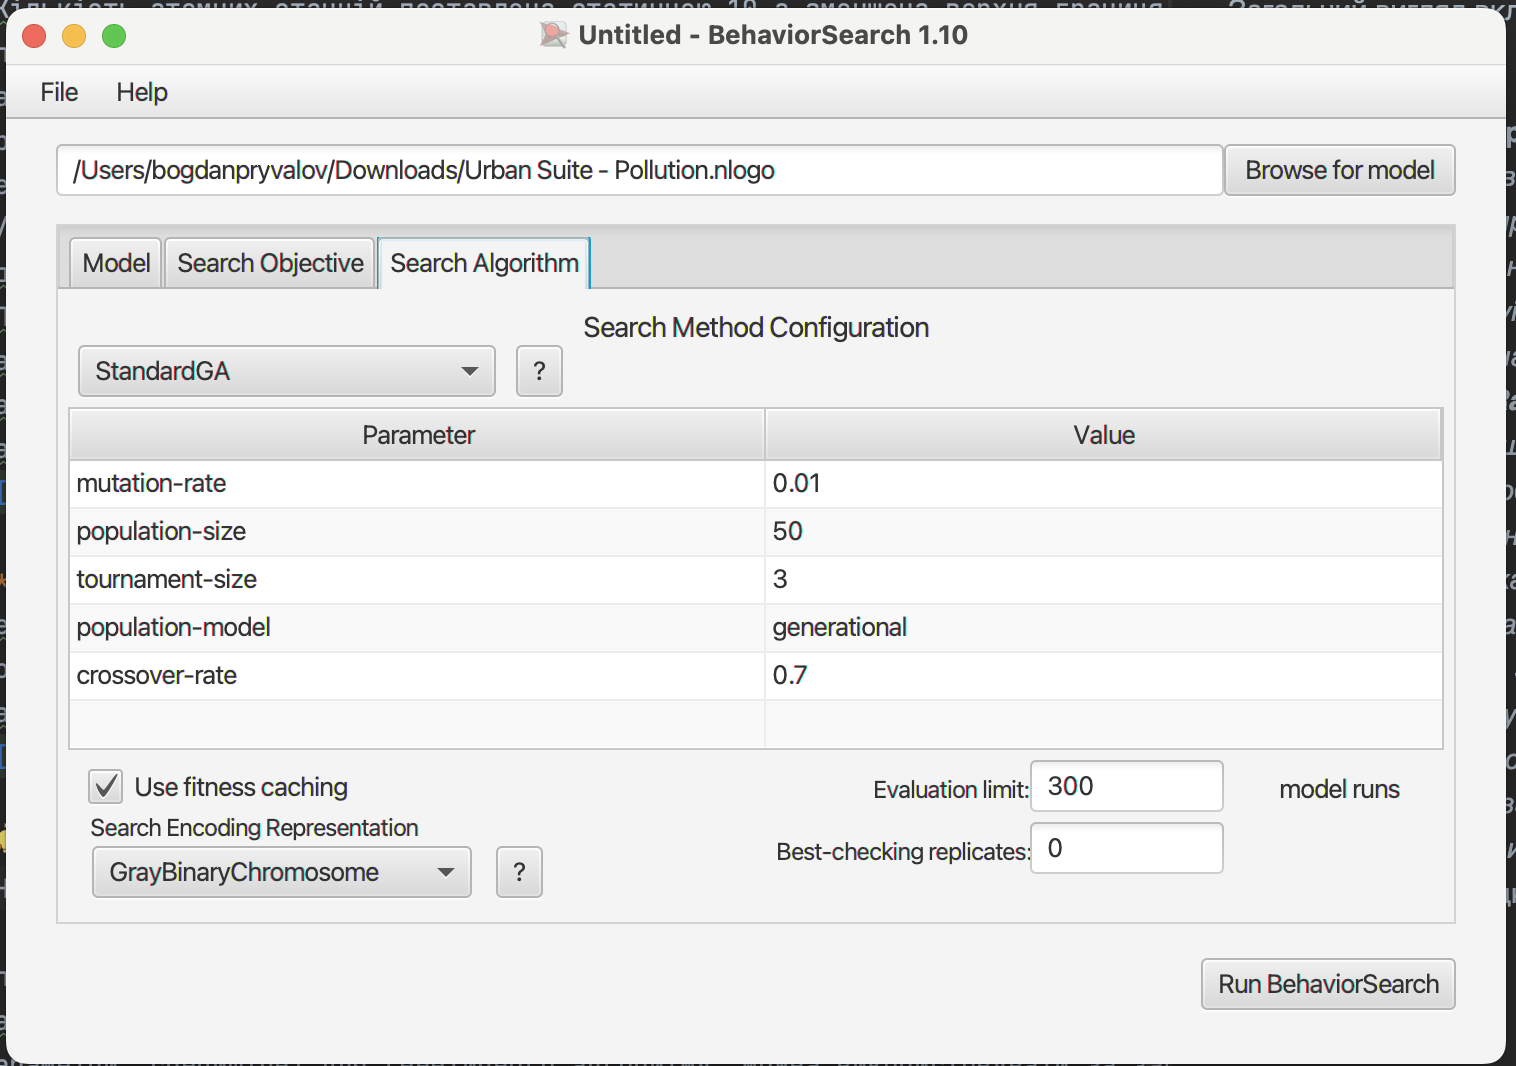 Untitled - BehaviorSearch 1.10
File Help
/Users/bogdanpryvalov/Downloads/Urban Suite - Pollution.nlogo Browse for model
Model Search Objective Search Algorithm
Search Method Configuration
StandardGA ?
Parameter Value
mutation-rate 0.01
population-size 50
tournament-size 3
population-model generational
crossover-rate 0.7
Use fitness caching Evaluation limit: 300 model runs
Search Encoding Representation
Best-checking replicates: 0
GrayBinaryChromosome ?
Run BehaviorSearch